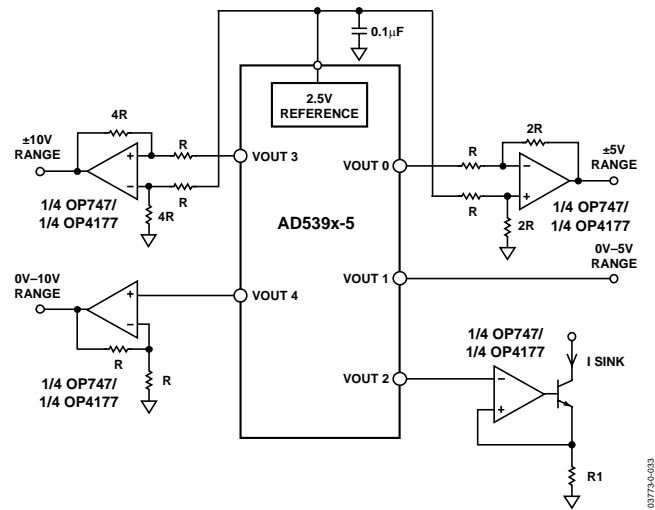 0.1µF
2.5V
REFERENCE
4R
±10V
RANGE
+
R
VOUT 3
–
R
4R
1/4 OP747/
1/4 OP4177
VOUT 0
R
2R
–
+
R
2R
±5V
RANGE
1/4 OP747/
1/4 OP4177
AD539x-5
0V–5V
RANGE
VOUT 1
0V–10V
RANGE
+
–
VOUT 4
R
R
1/4 OP747/
1/4 OP4177
1/4 OP747/
1/4 OP4177
I SINK
VOUT 2
–
+
R1
03773-0-033